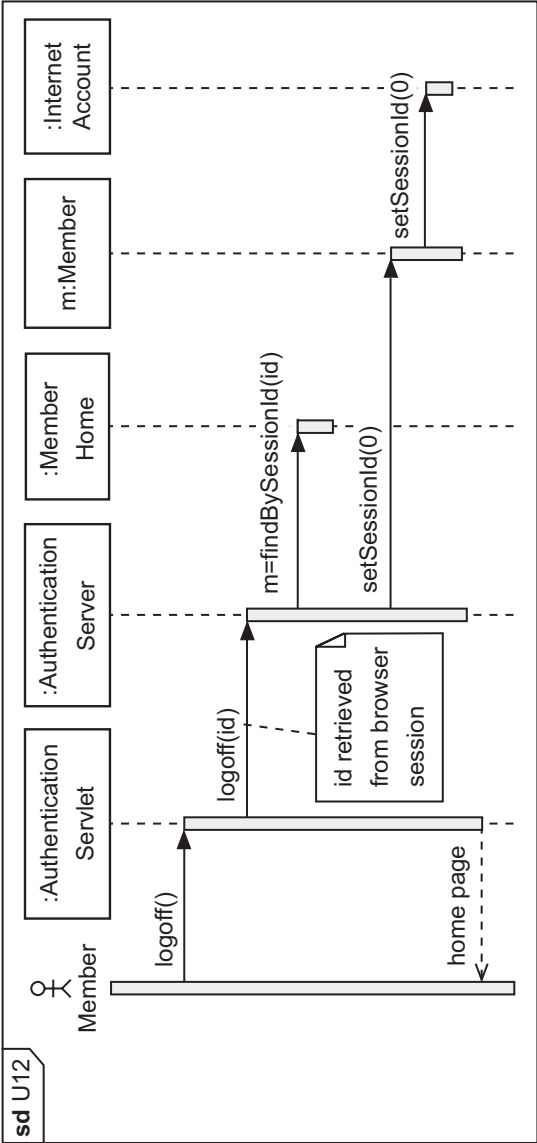 sd U12
Member
:Authentication
Servlet
:Authentication
Server
:Member
Home
m:Member
:Internet
Account
logoff()
logoff(id)
id retrieved
from browser
session
m=findBySessionId(id)
setSessionId(0)
setSessionId(0)
home page